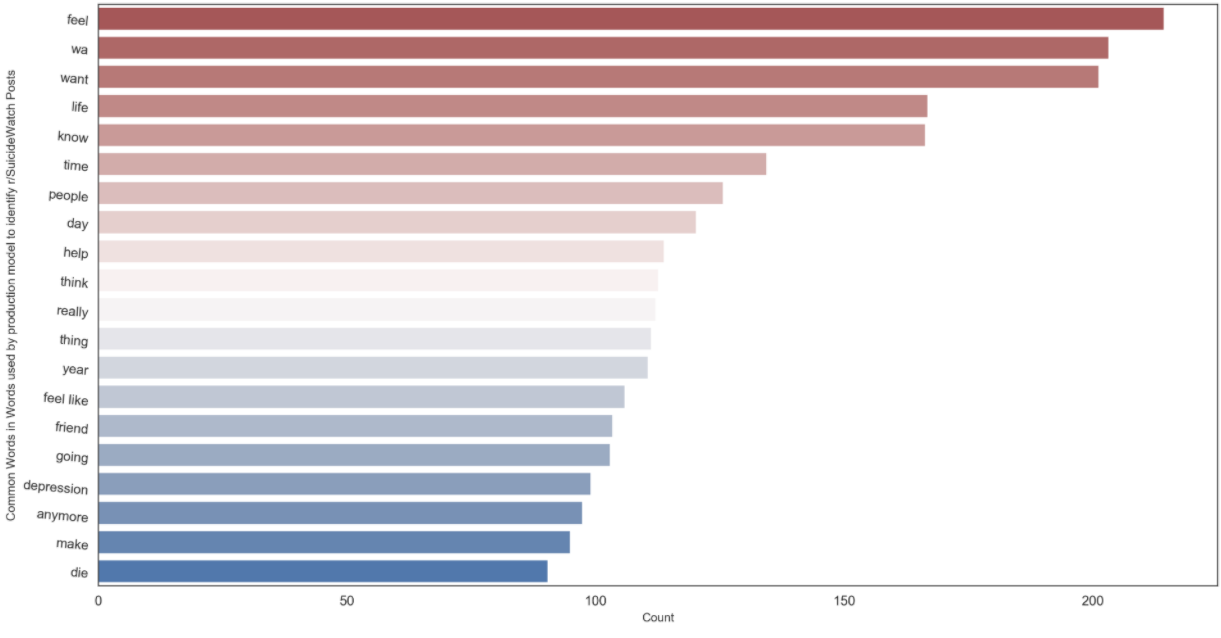 Common Words in Words used by production model to identify r/SuicideWatch Posts
feel
wa
want
life
know
time
people
day
help
think
really
thing
year
feel like
friend
going
depression
anymore
make
die
0 50 100 150 200
Count